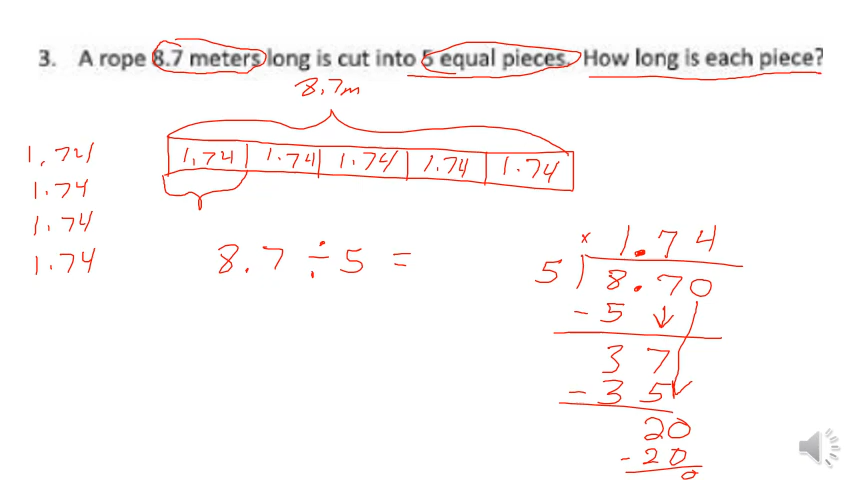 3. A rope 8.7 meters long is cut into 5 equal pieces. How long is each piece?
8.7m
1.74 1.74 1.74 1.74 1.74
1.74
1.74
1.74
1.74
8.7 ÷ 5 =
x 1.74
5) 8.70
- 5
37
- 35
20
- 20
0